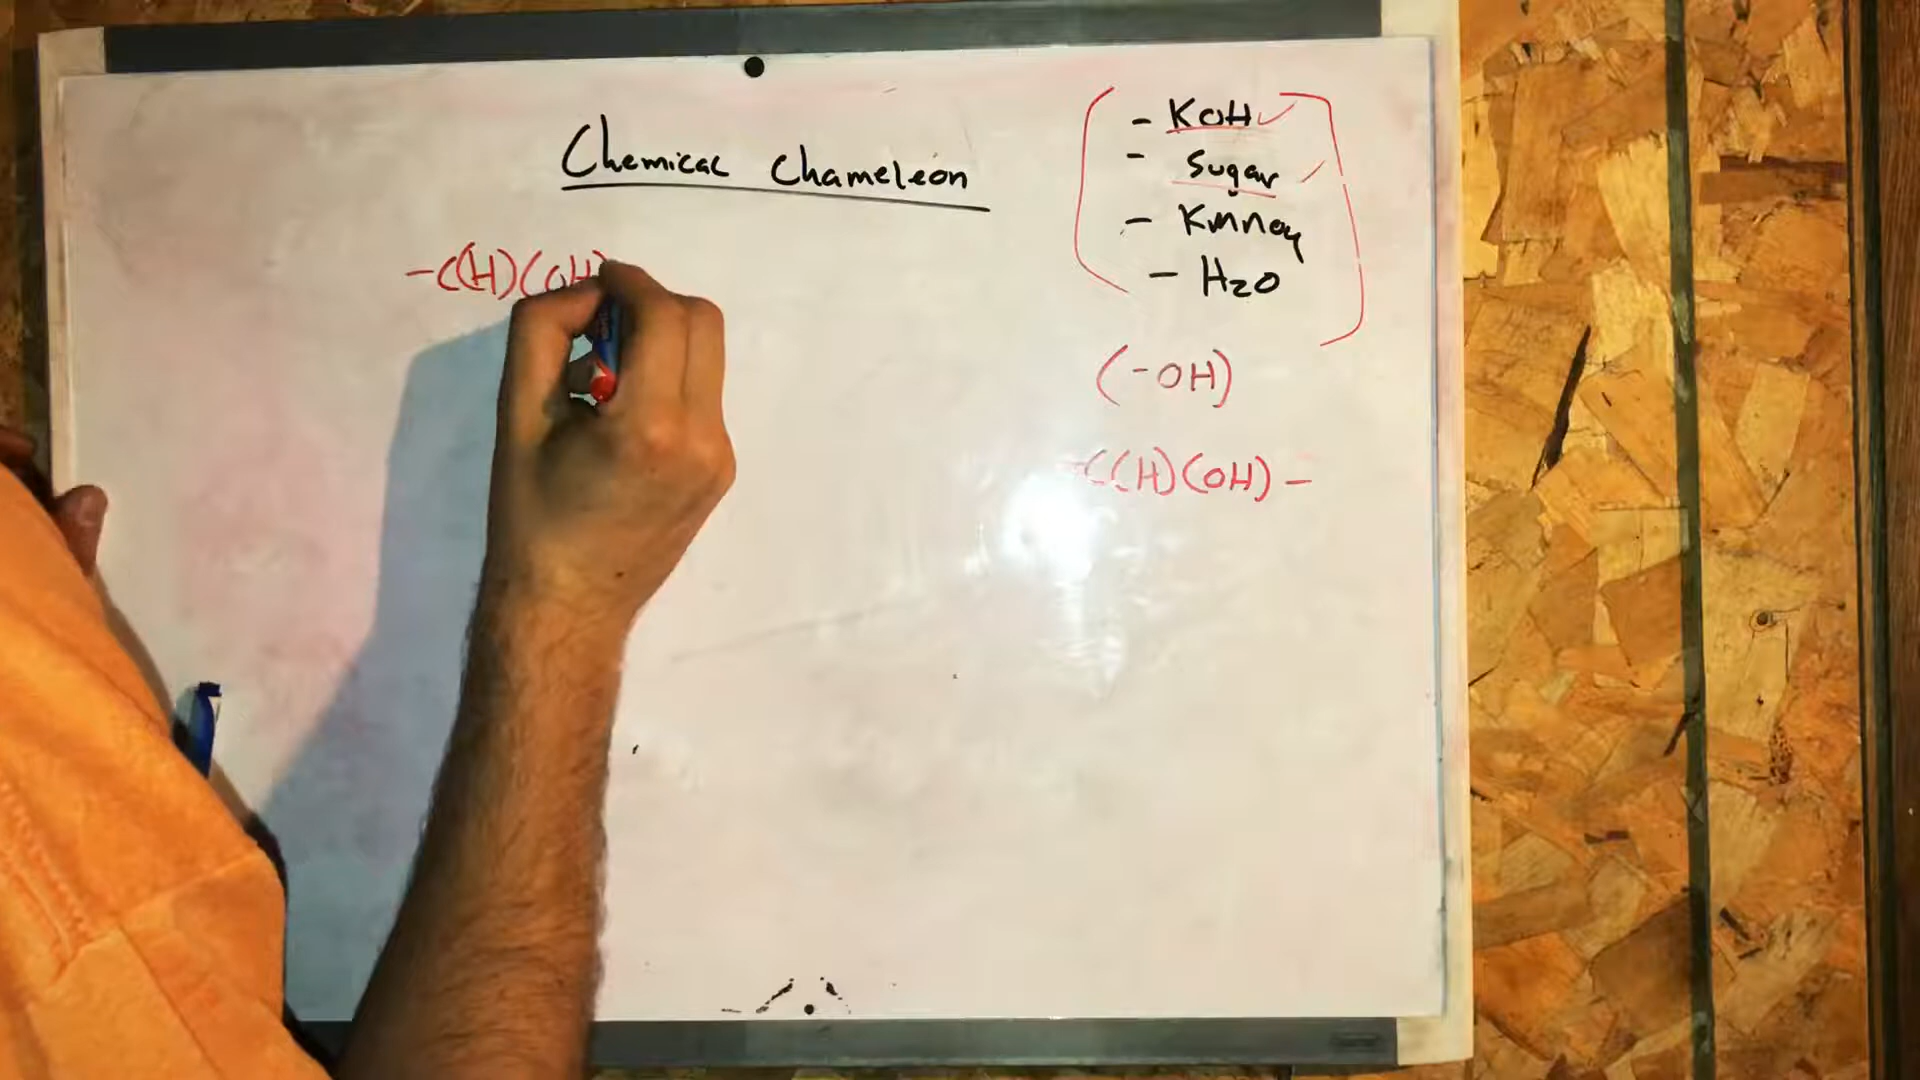 Chemical Chameleon
- KOH
- Sugar
- KMnO4
- H2O
-C(H)(OH)
(-OH)
-C(H)(OH)-